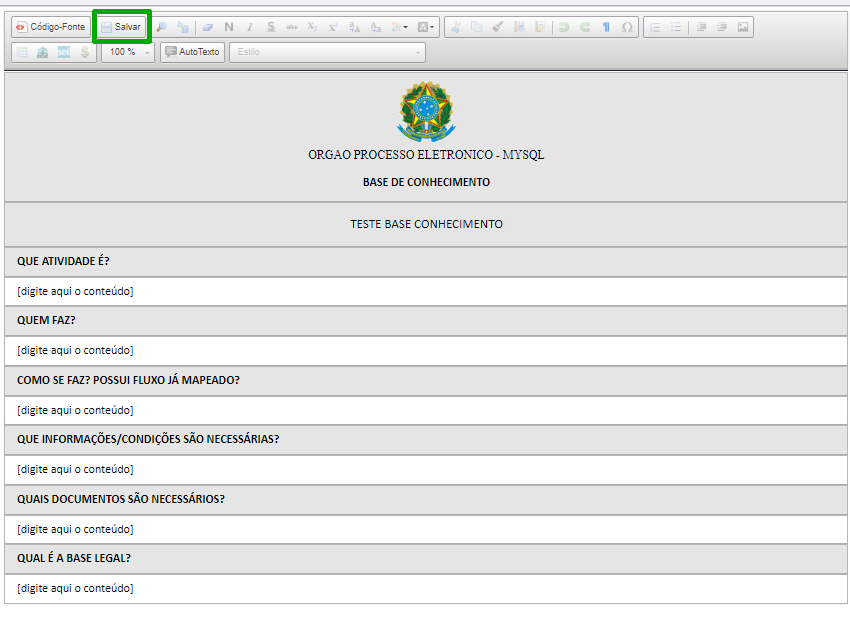 Código-Fonte Salvar N I S abc X₂ X² A
100 % AutoTexto Estilo
ORGAO PROCESSO ELETRONICO - MYSQL
BASE DE CONHECIMENTO
TESTE BASE CONHECIMENTO
QUE ATIVIDADE É?
[digite aqui o conteúdo]
QUEM FAZ?
[digite aqui o conteúdo]
COMO SE FAZ? POSSUI FLUXO JÁ MAPEADO?
[digite aqui o conteúdo]
QUE INFORMAÇÕES/CONDIÇÕES SÃO NECESSÁRIAS?
[digite aqui o conteúdo]
QUAIS DOCUMENTOS SÃO NECESSÁRIOS?
[digite aqui o conteúdo]
QUAL É A BASE LEGAL?
[digite aqui o conteúdo]